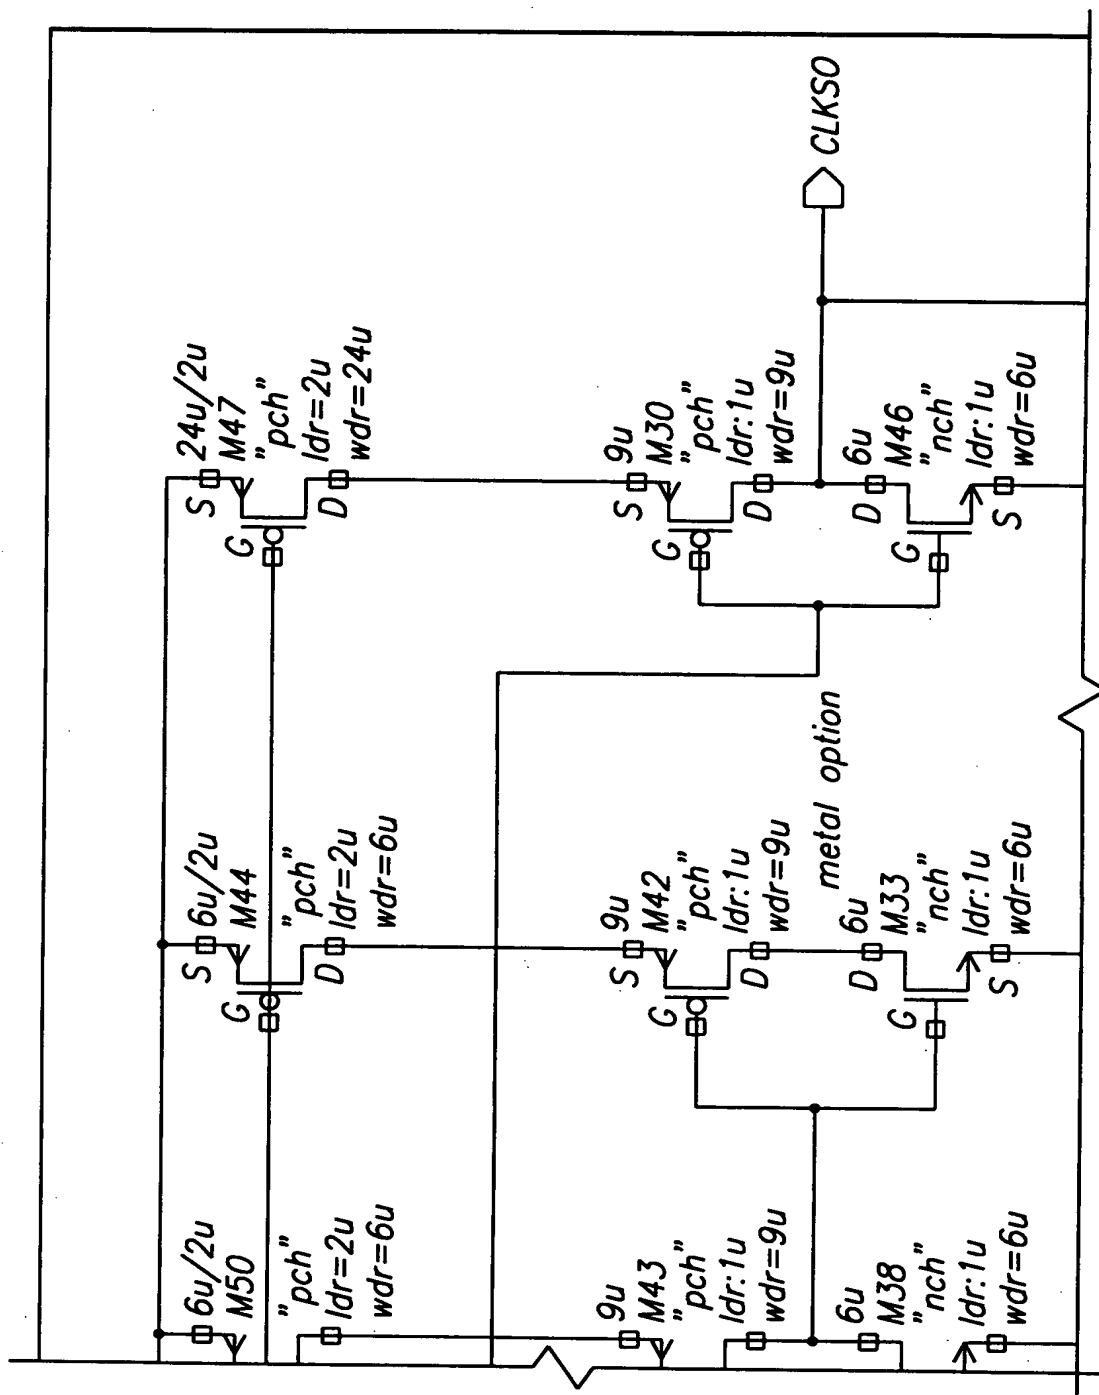 24u/2u
S
M47
"pch"
G
ldr=2u
D
wdr=24u
9u
S
M30
"pch"
G
ldr:1u
D
wdr=9u
6u
D
M46
"nch"
G
ldr:1u
S
wdr=6u
CLKSO
6u/2u
S
M44
"pch"
G
ldr=2u
D
wdr=6u
9u
S
M42
"pch"
G
ldr:1u
D
wdr=9u
metal option
6u
D
M33
"nch"
G
ldr:1u
S
wdr=6u
6u/2u
M50
"pch"
ldr=2u
wdr=6u
9u
M43
"pch"
ldr:1u
wdr=9u
6u
M38
"nch"
ldr:1u
wdr=6u